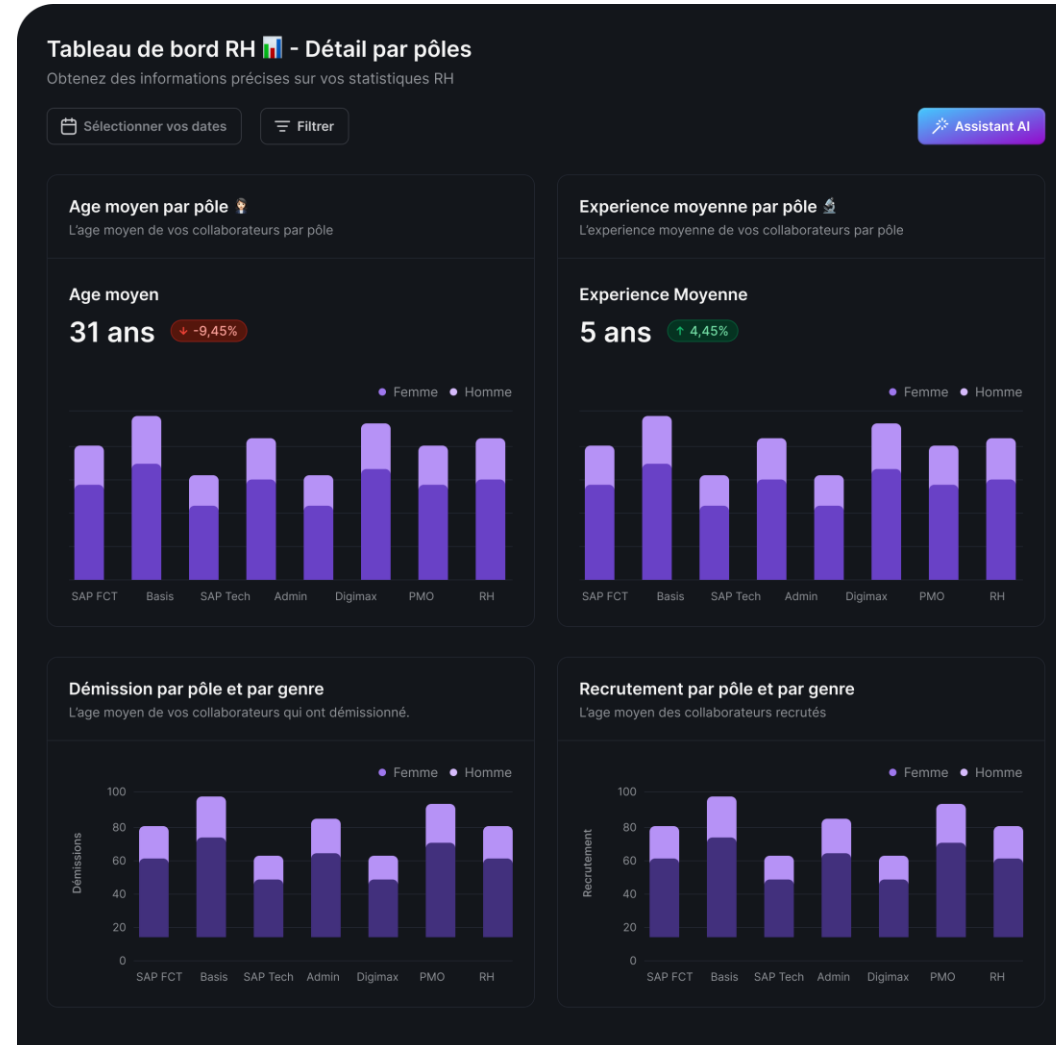 Tableau de bord RH 📊 - Détail par pôles
Obtenez des informations précises sur vos statistiques RH
Sélectionner vos dates
Filtrer
Assistant AI
Age moyen par pôle
L'age moyen de vos collaborateurs par pôle
Age moyen
31 ans
-9,45%
Femme Homme
SAP FCT Basis SAP Tech Admin Digimax PMO RH
Experience moyenne par pôle 🔬
L'experience moyenne de vos collaborateurs par pôle
Experience Moyenne
5 ans
4,45%
Femme Homme
SAP FCT Basis SAP Tech Admin Digimax PMO RH
Démission par pôle et par genre
L'age moyen de vos collaborateurs qui ont démissionné.
Femme Homme
Démissions
100
80
60
40
20
0
SAP FCT Basis SAP Tech Admin Digimax PMO RH
Recrutement par pôle et par genre
L'age moyen des collaborateurs recrutés
Femme Homme
Recrutement
100
80
60
40
20
0
SAP FCT Basis SAP Tech Admin Digimax PMO RH